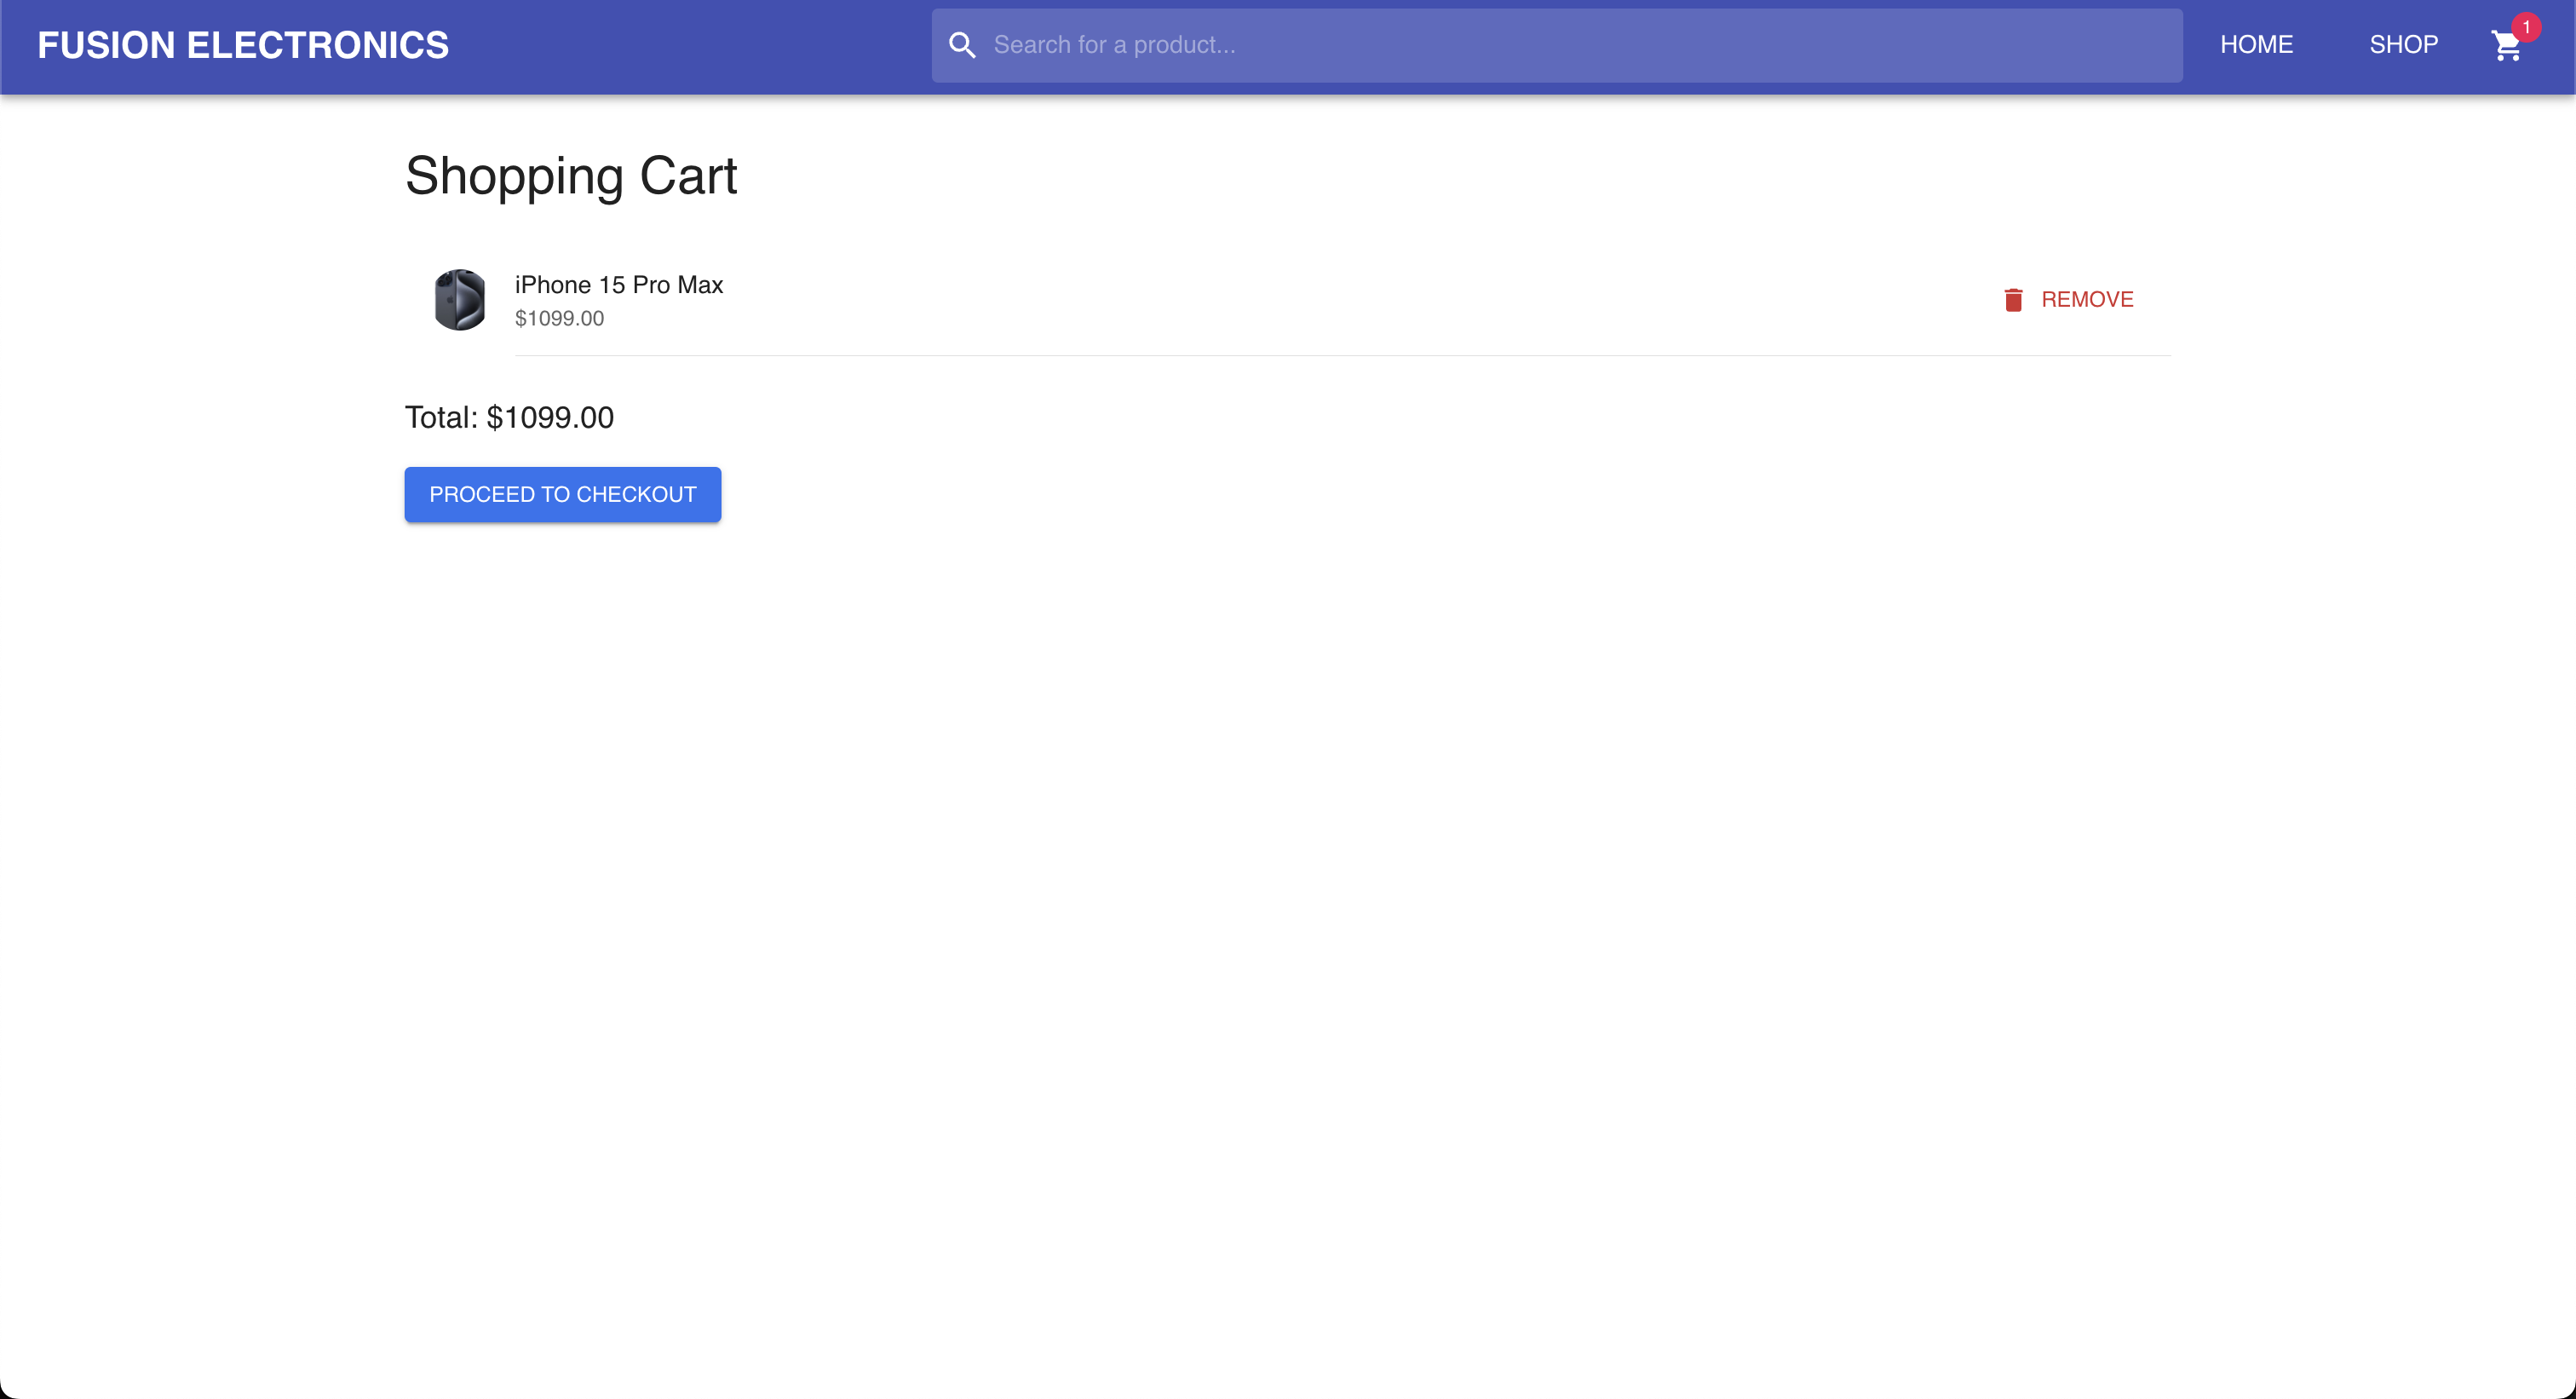 FUSION ELECTRONICS
Search for a product...
HOME
SHOP
1
Shopping Cart
iPhone 15 Pro Max
$1099.00
REMOVE
Total: $1099.00
PROCEED TO CHECKOUT